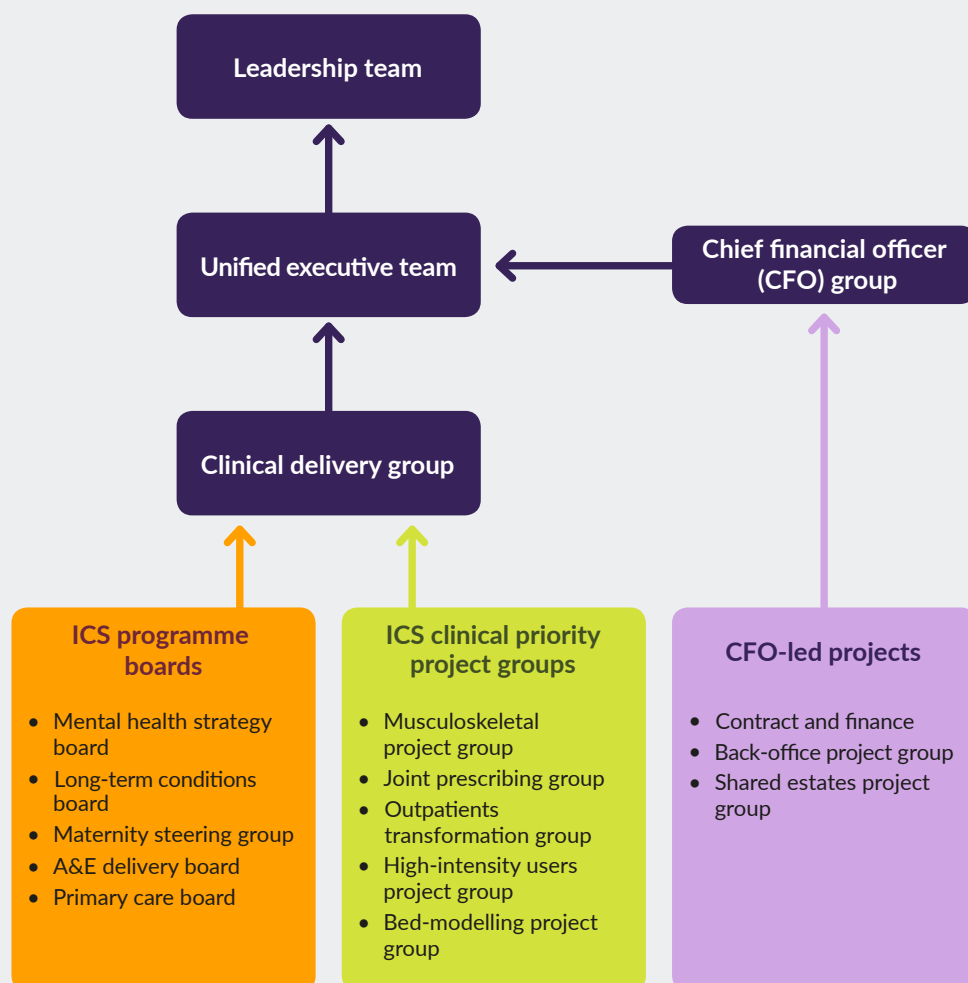 Leadership team
Unified executive team
Chief financial officer
(CFO) group
Clinical delivery group
ICS programme
boards
• Mental health strategy
board
• Long-term conditions
board
• Maternity steering group
• A&E delivery board
• Primary care board
ICS clinical priority
project groups
• Musculoskeletal
project group
• Joint prescribing group
• Outpatients
transformation group
• High-intensity users
project group
• Bed-modelling project
group
CFO-led projects
• Contract and finance
• Back-office project group
• Shared estates project
group